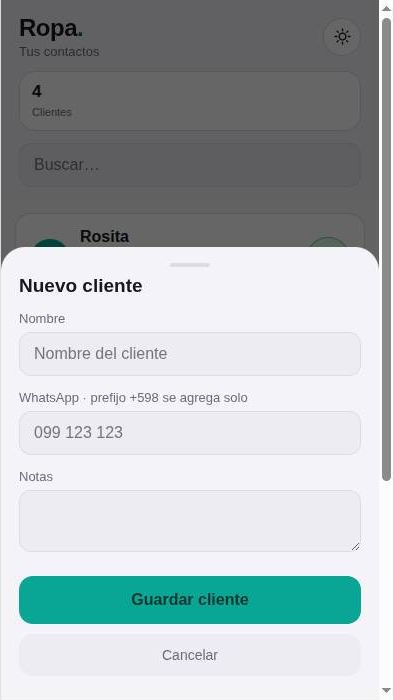 Ropa.
Tus contactos
4
Clientes
Buscar…
Rosita
Nuevo cliente
Nombre
Nombre del cliente
WhatsApp · prefijo +598 se agrega solo
099 123 123
Notas
Guardar cliente
Cancelar